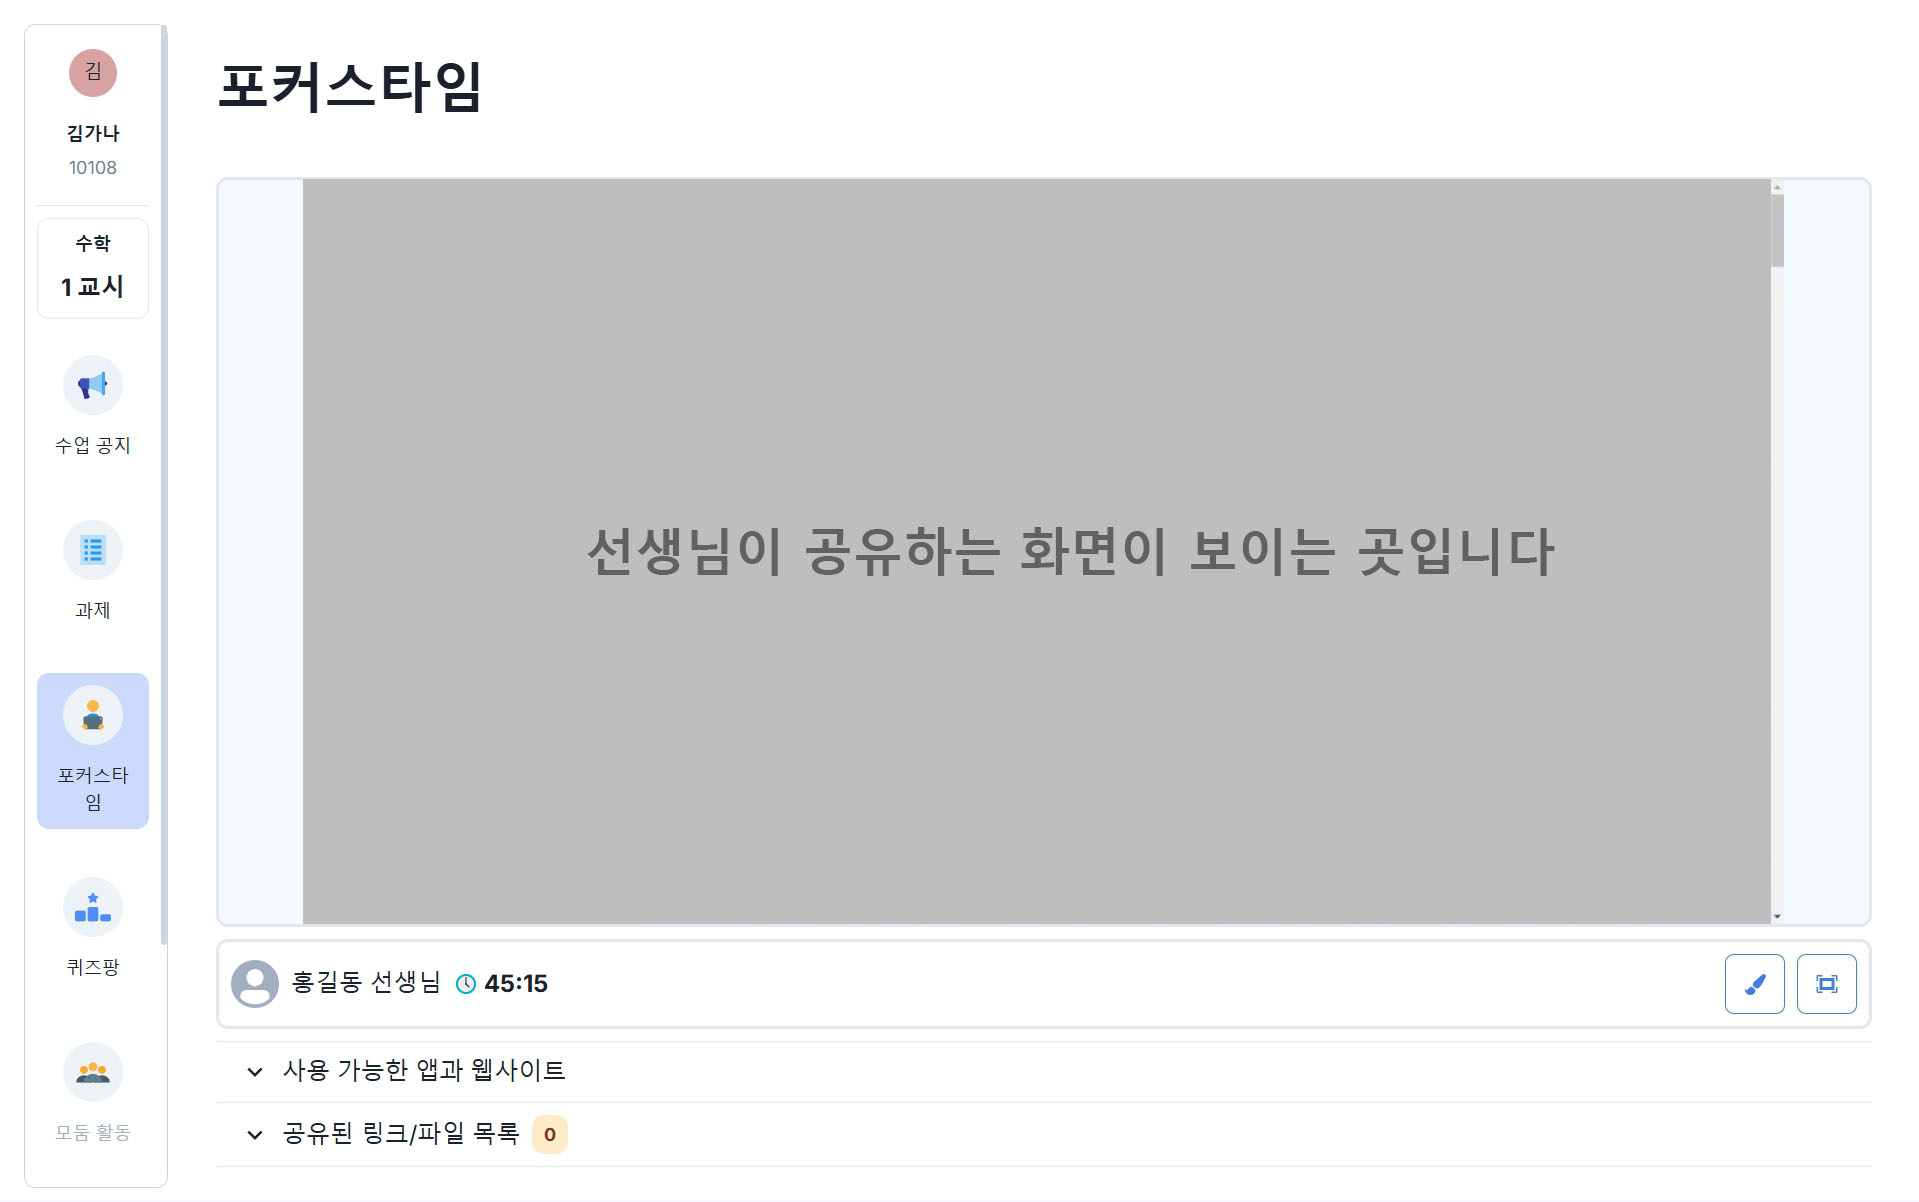 김
김가나
10108
수학
1 교시
수업 공지
과제
포커스타
임
퀴즈팡
모둠 활동
포커스타임
선생님이 공유하는 화면이 보이는 곳입니다
홍길동 선생님 45:15
사용 가능한 앱과 웹사이트
공유된 링크/파일 목록 0